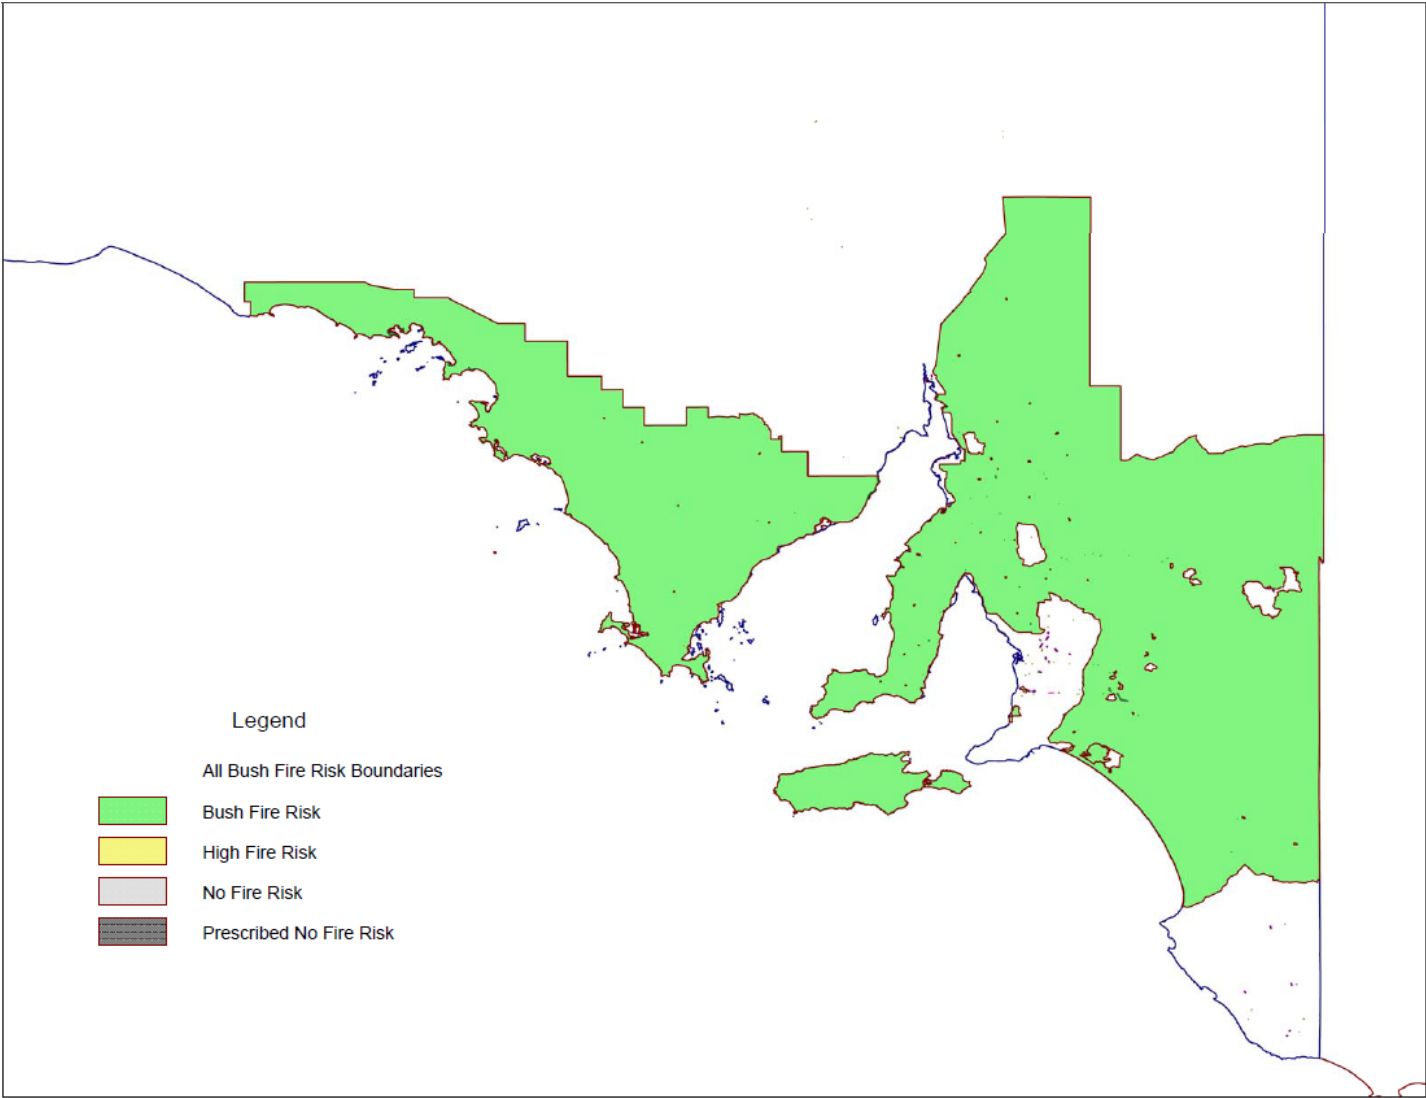 Legend
All Bush Fire Risk Boundaries
Bush Fire Risk
High Fire Risk
No Fire Risk
Prescribed No Fire Risk